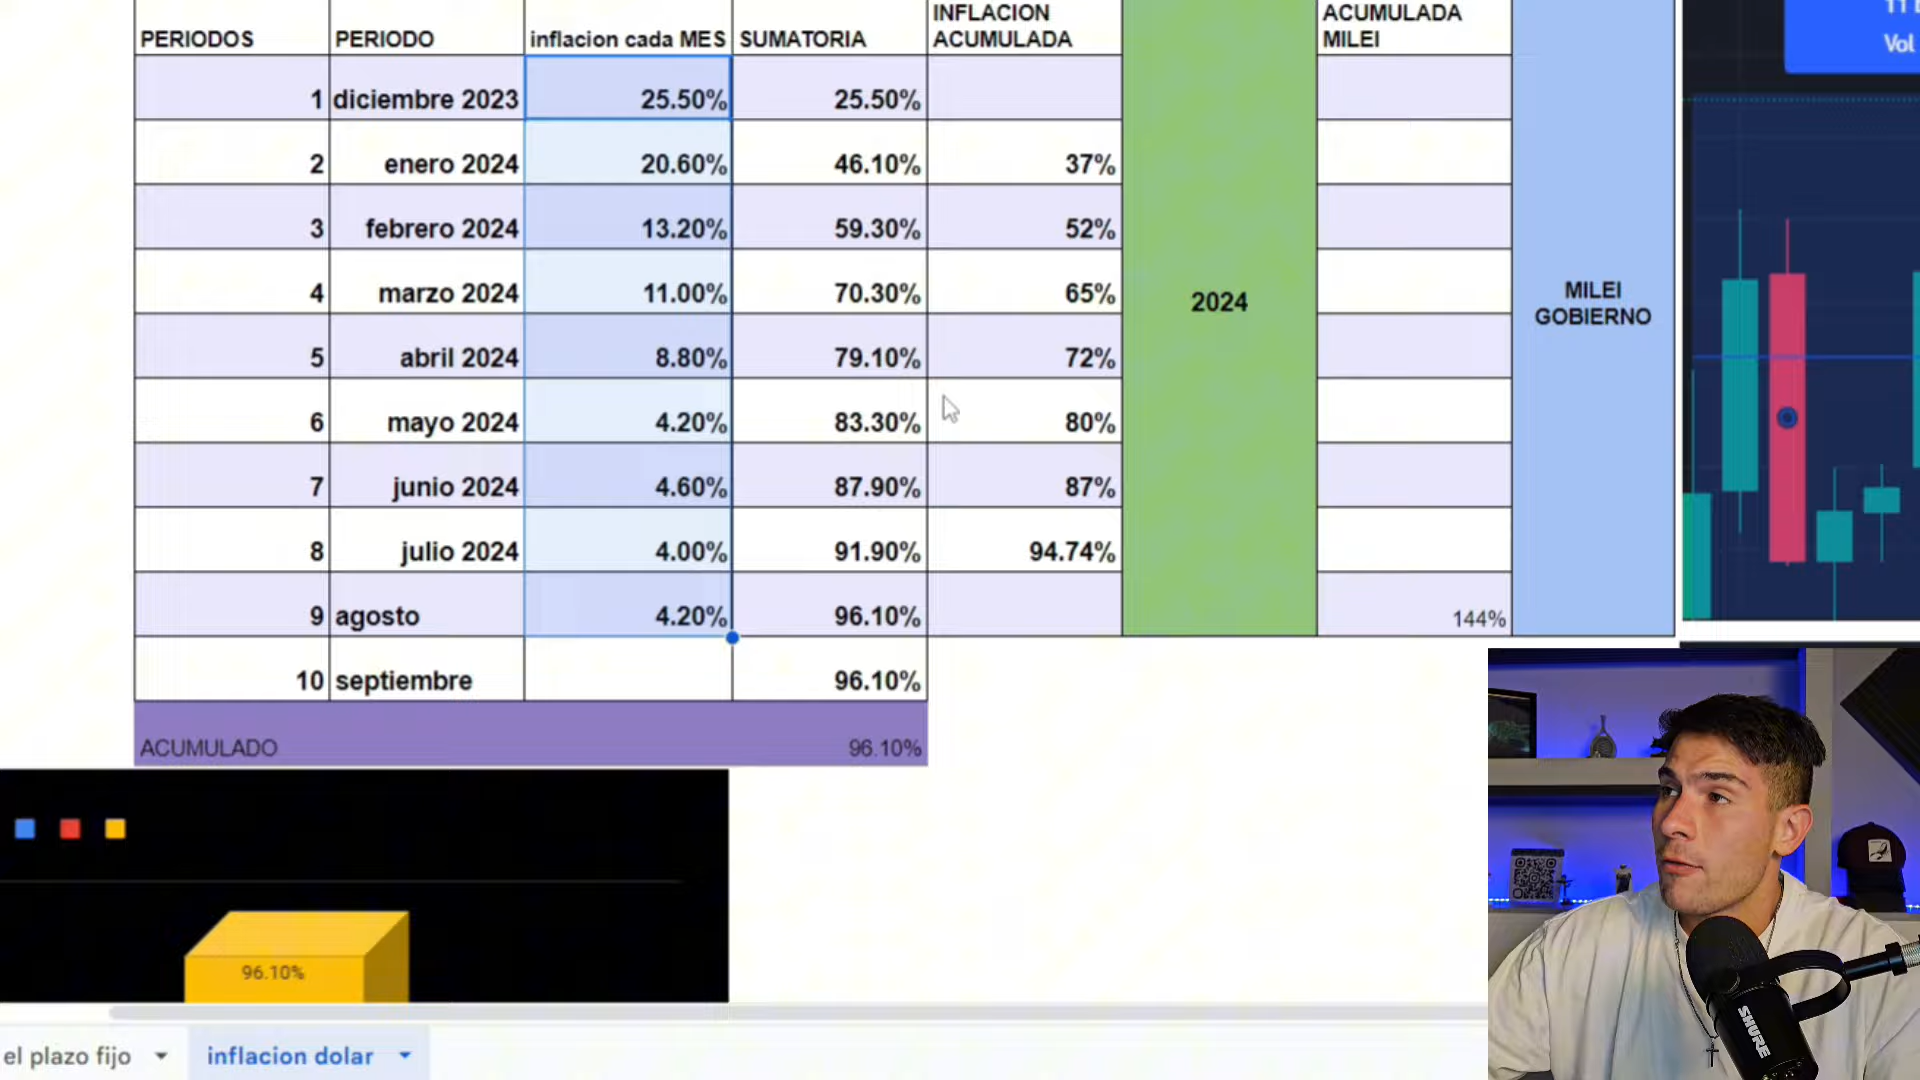 PERIODOS PERIODO inflacion cada MES SUMATORIA INFLACION ACUMULADA ACUMULADA MILEI
1 diciembre 2023 25.50% 25.50%
2 enero 2024 20.60% 46.10% 37%
3 febrero 2024 13.20% 59.30% 52%
4 marzo 2024 11.00% 70.30% 65%
5 abril 2024 8.80% 79.10% 72%
6 mayo 2024 4.20% 83.30% 80%
7 junio 2024 4.60% 87.90% 87%
8 julio 2024 4.00% 91.90% 94.74%
9 agosto 4.20% 96.10% 144%
10 septiembre 96.10%
ACUMULADO 96.10%
2024
MILEI
GOBIERNO
Vol
96.10%
el plazo fijo
inflacion dolar
SHURE